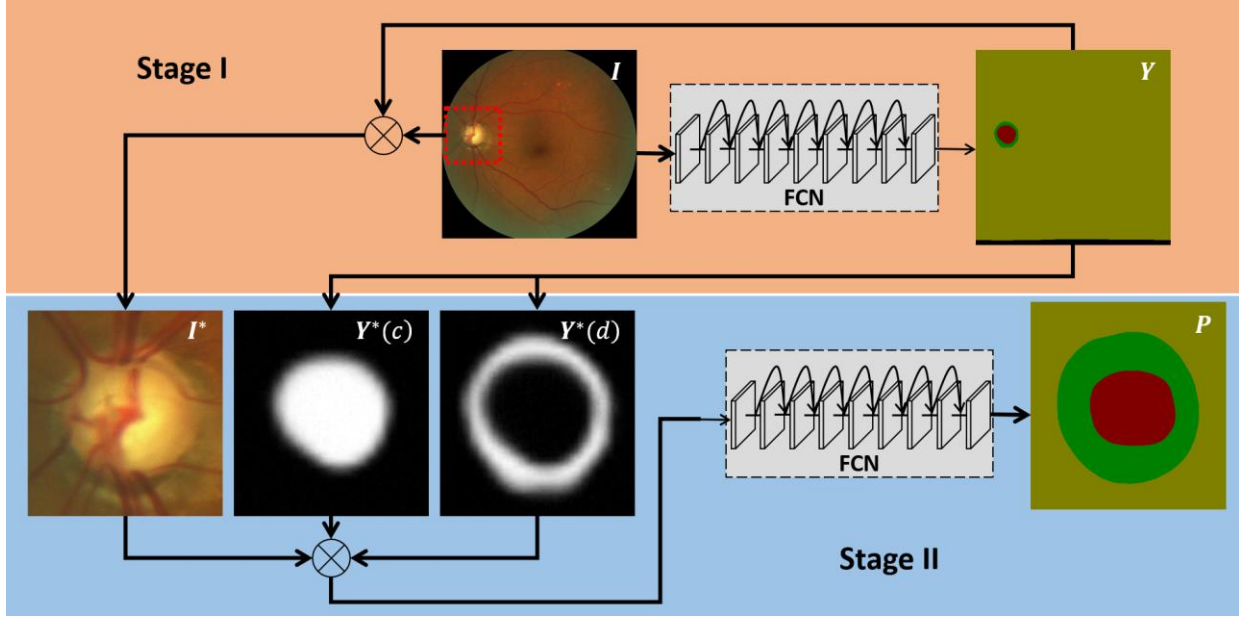 Stage I
I
Y
FCN
I*
Y*(c)
Y*(d)
P
FCN
Stage II